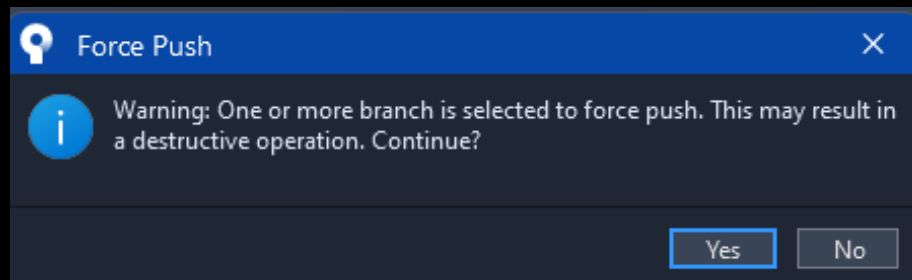 Force Push
Warning: One or more branch is selected to force push. This may result in
a destructive operation. Continue?
Yes
No